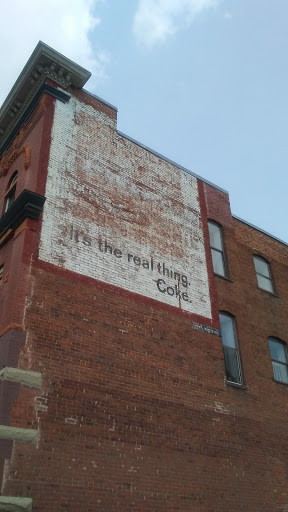 It's the real thing.
Coke.